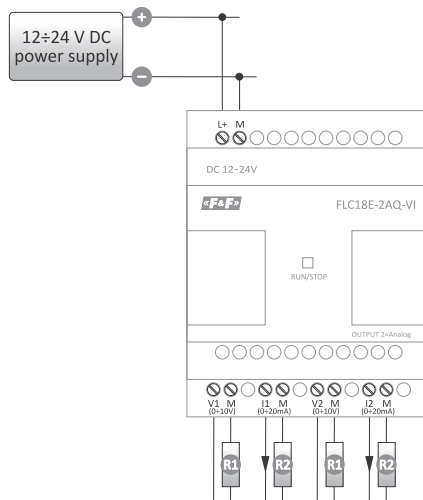 12÷24 V DC
power supply
+
−
L+ M
DC 12−24V
«F&F»
FLC18E-2AQ-VI
RUN/STOP
OUTPUT 2×Analog
V1 M I1 M V2 M I2 M
(0÷10V) (0÷20mA) (0÷10V) (0÷20mA)
R1 R2 R1 R2